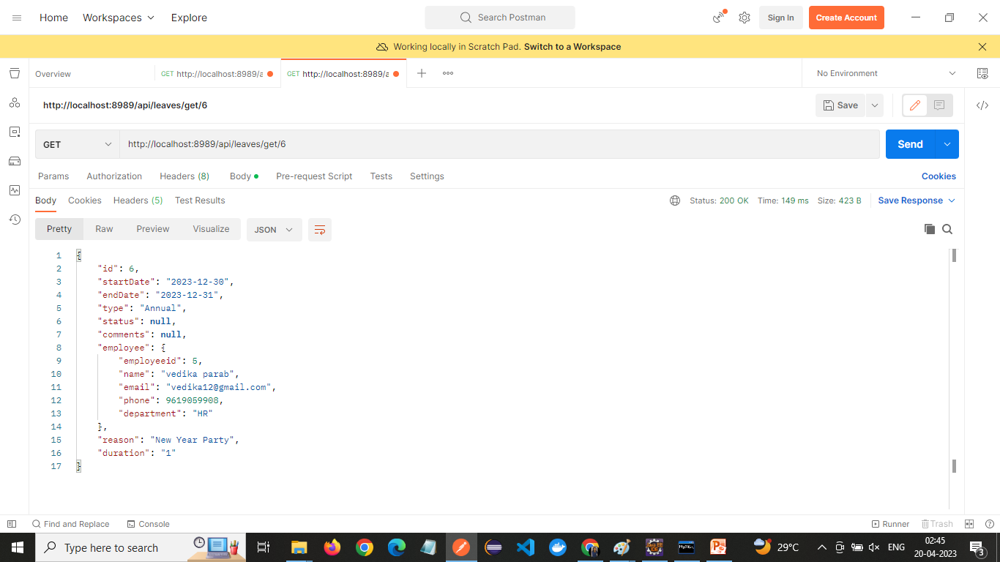 Home Workspaces Explore Search Postman Sign In Create Account
Working locally in Scratch Pad. Switch to a Workspace
Overview GET http://localhost:8989/a GET http://localhost:8989/a No Environment
http://localhost:8989/api/leaves/get/6 Save
GET http://localhost:8989/api/leaves/get/6 Send
Params Authorization Headers (8) Body Pre-request Script Tests Settings Cookies
Body Cookies Headers (5) Test Results Status: 200 OK Time: 149 ms Size: 423 B Save Response
Pretty Raw Preview Visualize JSON
1 {
2 "id": 6,
3 "startDate": "2023-12-30",
4 "endDate": "2023-12-31",
5 "type": "Annual",
6 "status": null,
7 "comments": null,
8 "employee": {
9 "employeeid": 5,
10 "name": "vedika parab",
11 "email": "vedika12@gmail.com",
12 "phone": 9619059908,
13 "department": "HR"
14 },
15 "reason": "New Year Party",
16 "duration": "1"
17 }
Find and Replace Console Runner Trash
Type here to search 29°C ENG 02:45
20-04-2023 3